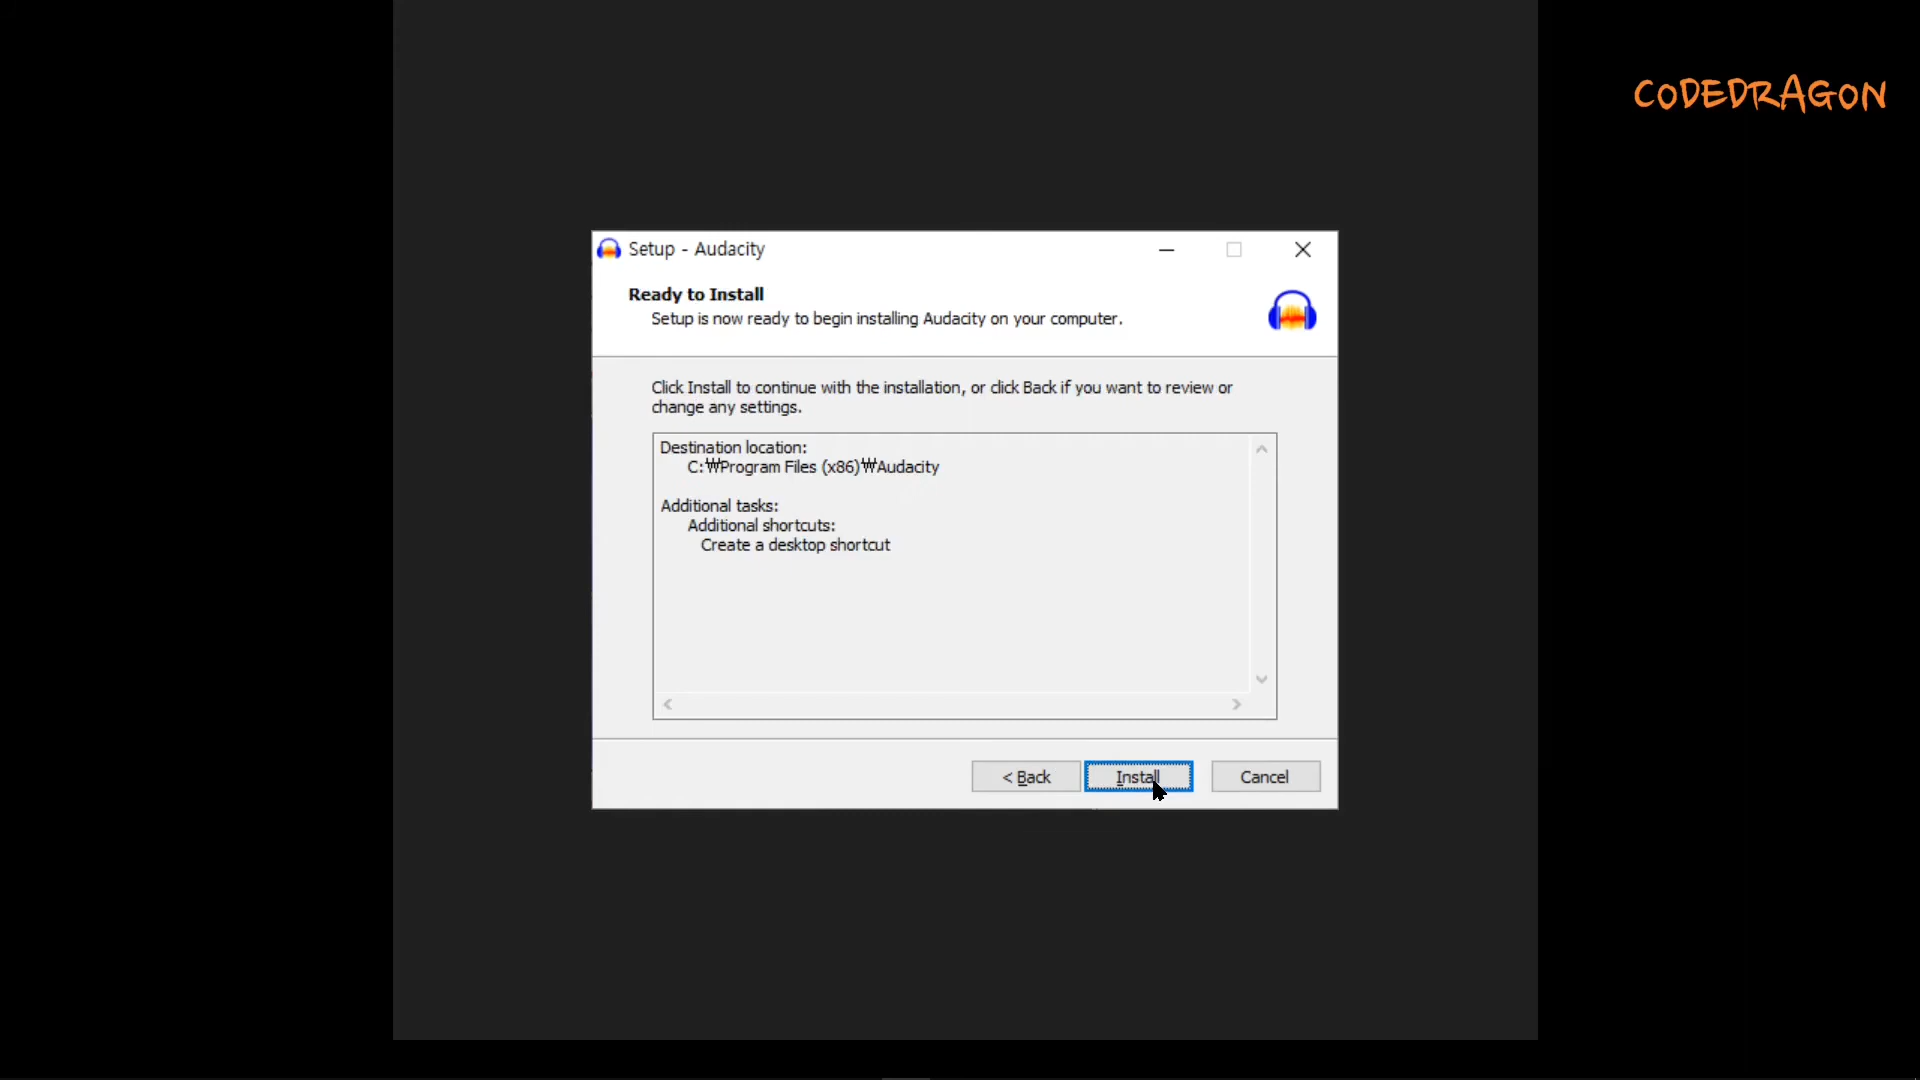 CODEDRAGON
Setup - Audacity
Ready to Install
Setup is now ready to begin installing Audacity on your computer.
Click Install to continue with the installation, or click Back if you want to review or
change any settings.
Destination location:
C:₩Program Files (x86)₩Audacity
Additional tasks:
Additional shortcuts:
Create a desktop shortcut
< Back
Install
Cancel